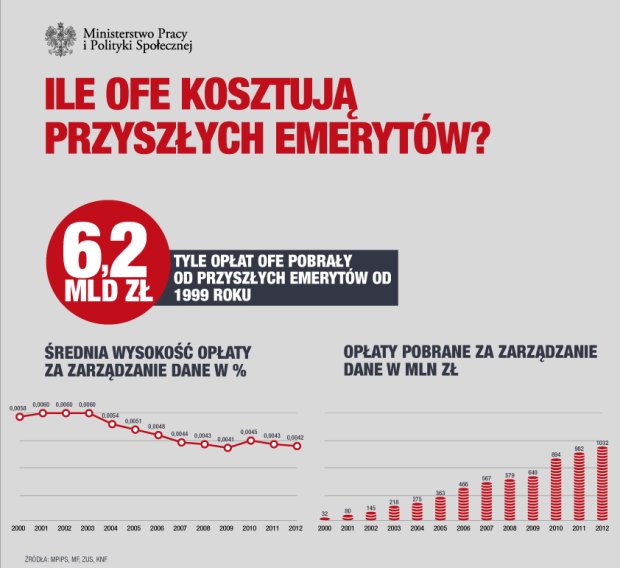 Ministerstwo Pracy
i Polityki Społecznej
ILE OFE KOSZTUJĄ
PRZYSZŁYCH EMERYTÓW?
6,2
MLD ZŁ
TYLE OPŁAT OFE POBRAŁY
OD PRZYSZŁYCH EMERYTÓW OD
1999 ROKU
ŚREDNIA WYSOKOŚĆ OPŁATY
ZA ZARZĄDZANIE DANE W %
0,0058 0,0060 0,0060 0,0060 0,0054 0,0051 0,0048 0,0044 0,0043 0,0041 0,0045 0,0043 0,0042
2000 2001 2002 2003 2004 2005 2006 2007 2008 2009 2010 2011 2012
OPŁATY POBRANE ZA ZARZĄDZANIE
DANE W MLN ZŁ
32 80 145 218 275 363 466 567 579 640 894 962 1032
2000 2001 2002 2003 2004 2005 2006 2007 2008 2009 2010 2011 2012
ŹRÓDŁA: MPIPS, MF, ZUS, KNF